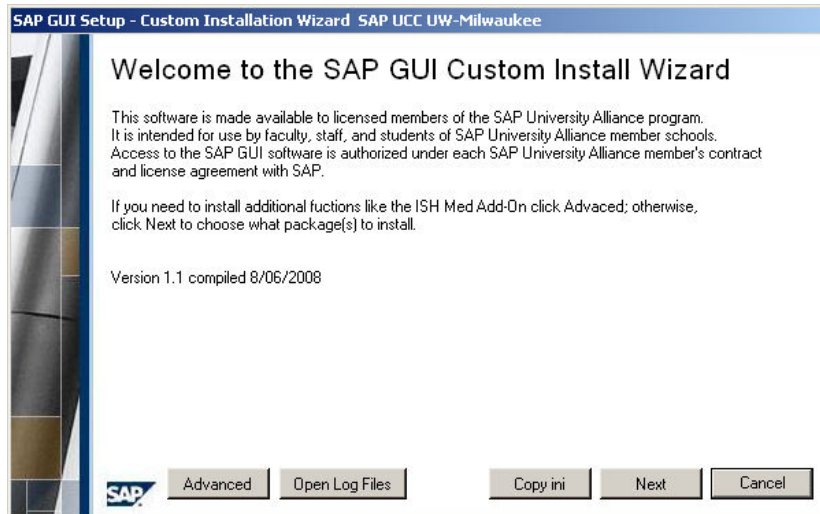 SAP GUI Setup - Custom Installation Wizard SAP UCC UW-Milwaukee
Welcome to the SAP GUI Custom Install Wizard
This software is made available to licensed members of the SAP University Alliance program.
It is intended for use by faculty, staff, and students of SAP University Alliance member schools.
Access to the SAP GUI software is authorized under each SAP University Alliance member's contract
and license agreement with SAP.
If you need to install additional fuctions like the ISH Med Add-On click Advaced; otherwise,
click Next to choose what package(s) to install.
Version 1.1 compiled 8/06/2008
SAP
Advanced
Open Log Files
Copy ini
Next
Cancel